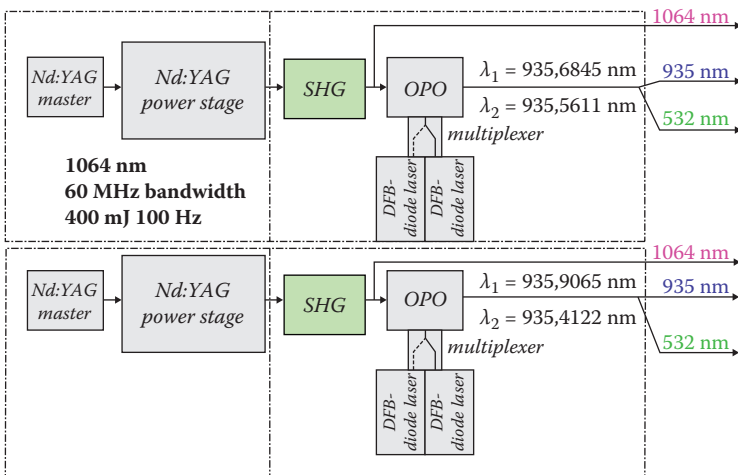 1064 nm
Nd:YAG
master
Nd:YAG
power stage
SHG
OPO
λ1 = 935,6845 nm
λ2 = 935,5611 nm
935 nm
532 nm
multiplexer
1064 nm
60 MHz bandwidth
400 mJ 100 Hz
DFB-
diode laser
DFB-
diode laser
1064 nm
Nd:YAG
master
Nd:YAG
power stage
SHG
OPO
λ1 = 935,9065 nm
λ2 = 935,4122 nm
935 nm
532 nm
multiplexer
DFB-
diode laser
DFB-
diode laser